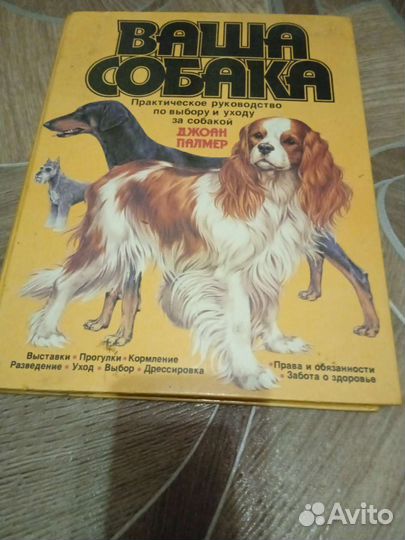 ВАША
СОБАКА
Практическое руководство
по выбору и уходу
за собакой
ДЖОАН
ПАЛМЕР
Выставки • Прогулки • Кормление
Разведение • Уход • Выбор • Дрессировка
• Права и обязанности
• Забота о здоровье
Avito